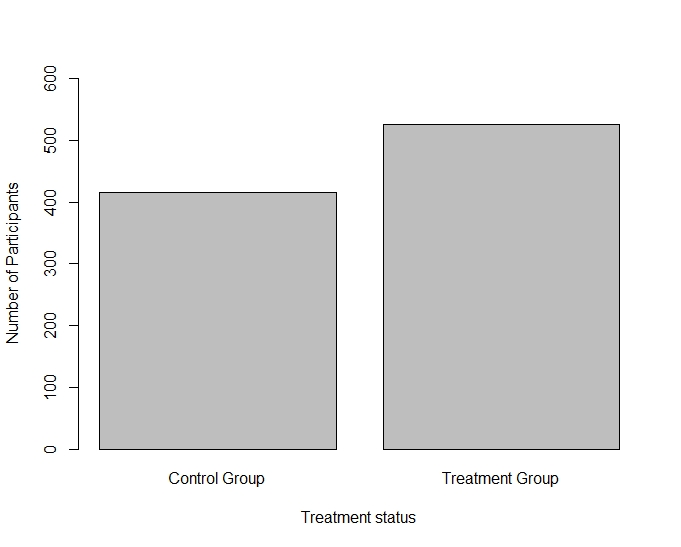 Number of Participants
600
500
400
300
200
100
0
Control Group
Treatment Group
Treatment status